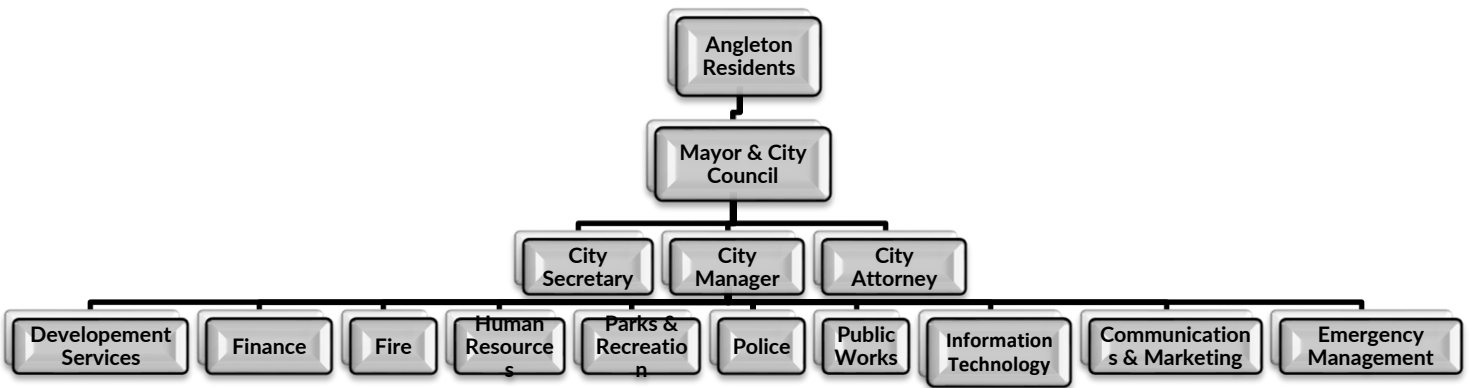 Angleton
Residents
Mayor & City
Council
City
Secretary
City
Manager
City
Attorney
Developement
Services
Finance
Fire
Human
Resource
s
Parks &
Recreatio
n
Police
Public
Works
Information
Technology
Communication
s & Marketing
Emergency
Management